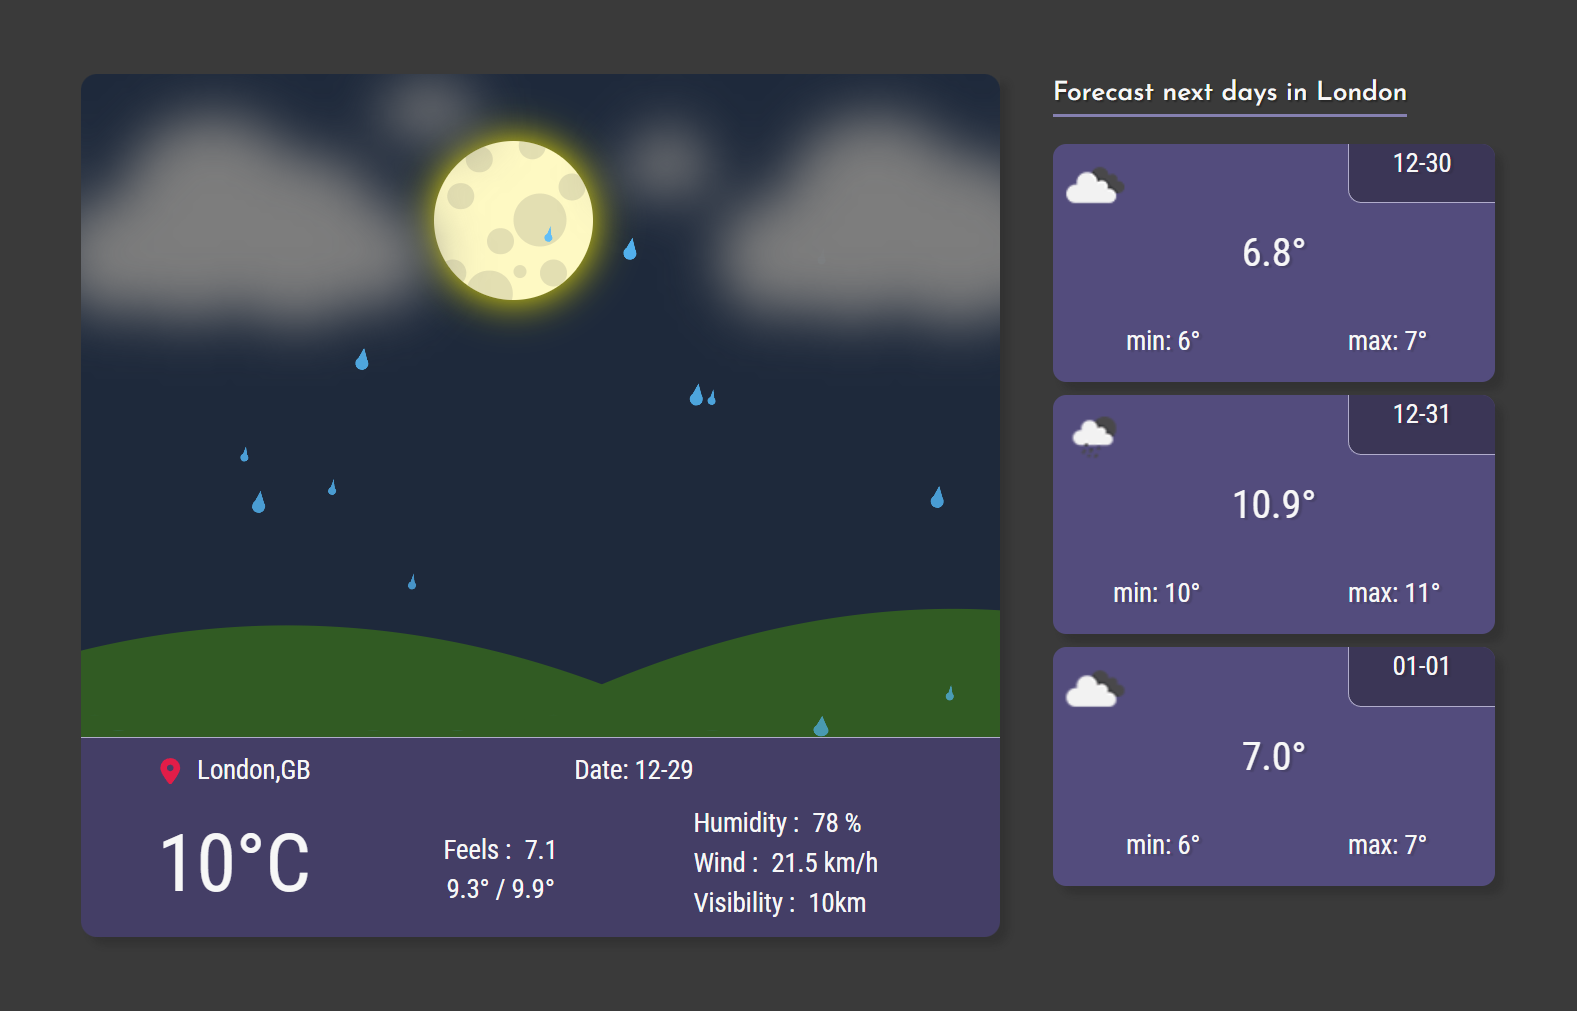 London,GB
Date: 12-29
10°C
Feels : 7.1
9.3° / 9.9°
Humidity : 78 %
Wind : 21.5 km/h
Visibility : 10km
Forecast next days in London
12-30
6.8°
min: 6°
max: 7°
12-31
10.9°
min: 10°
max: 11°
01-01
7.0°
min: 6°
max: 7°